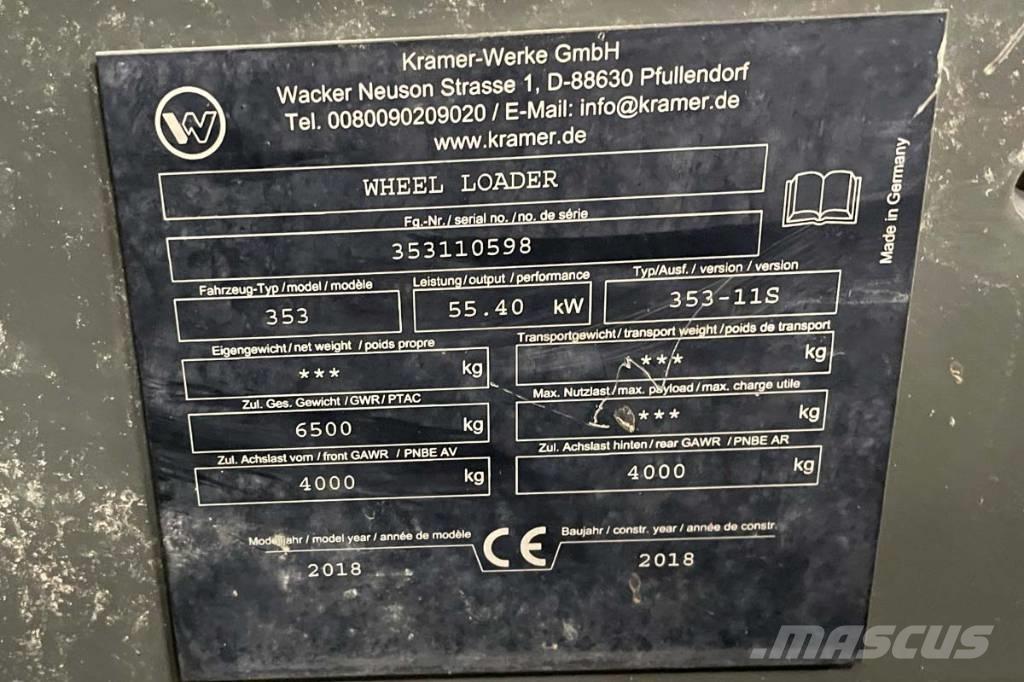 Kramer-Werke GmbH
Wacker Neuson Strasse 1, D-88630 Pfullendorf
Tel. 0080090209020 / E-Mail: info@kramer.de
www.kramer.de
W
WHEEL LOADER
Made in Germany
Fg.-Nr. / serial no. / no. de série
353110598
Fahrzeug-Typ / model / modèle
353
Leistung / output / performance
55.40 kW
Typ/Ausf. / version / version
353-11S
Eigengewicht / net weight / poids propre
*** kg
Transportgewicht / transport weight / poids de transport
*** kg
Zul. Ges. Gewicht / GWR / PTAC
6500 kg
Max. Nutzlast / max. payload / max. charge utile
*** kg
Zul. Achslast vorn / front GAWR / PNBE AV
4000 kg
Zul. Achslast hinten / rear GAWR / PNBE AR
4000 kg
Modelljahr / model year / année de modèle
2018
CE
Baujahr / constr. year / année de constr.
2018
MASCUS